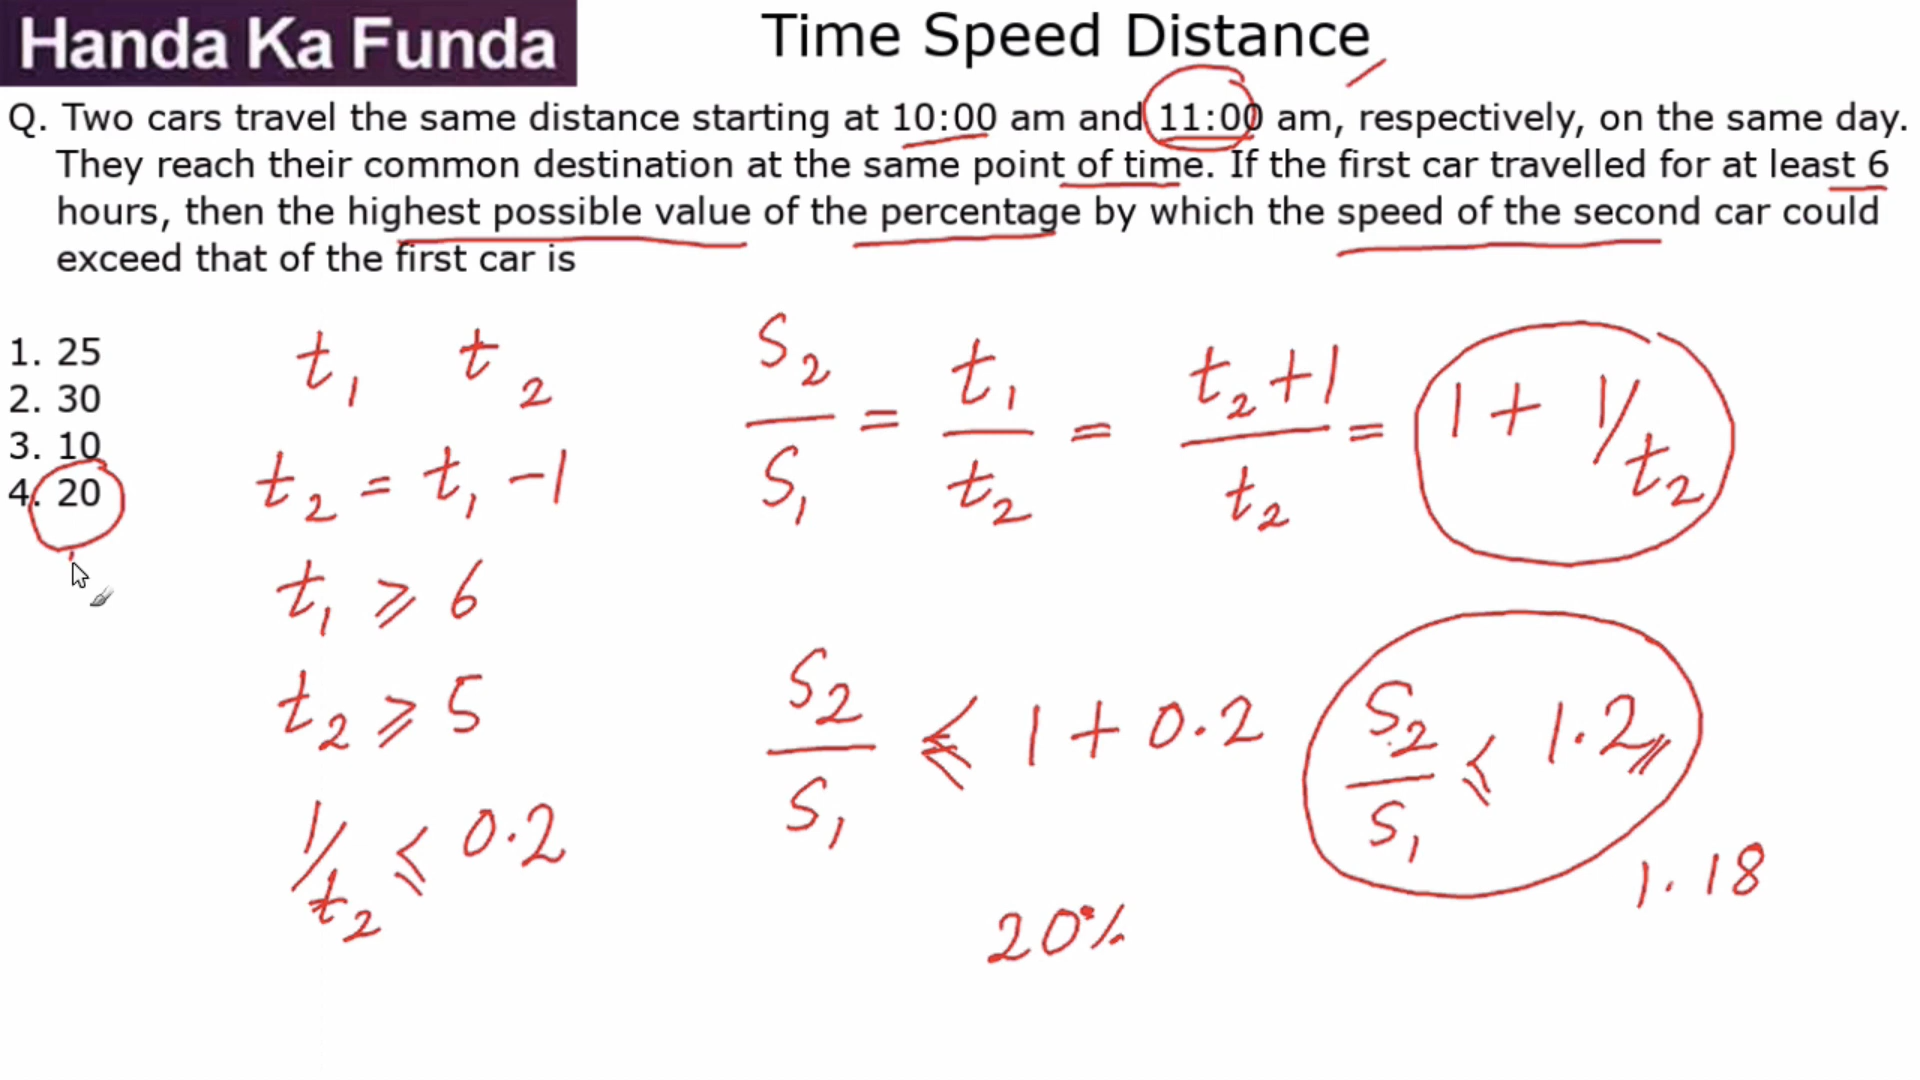 Handa Ka Funda
Time Speed Distance
Q. Two cars travel the same distance starting at 10:00 am and 11:00 am, respectively, on the same day.
They reach their common destination at the same point of time. If the first car travelled for at least 6
hours, then the highest possible value of the percentage by which the speed of the second car could
exceed that of the first car is
1. 25
2. 30
3. 10
4. 20
t₁ t₂
t₂ = t₁ - 1
t₁ ⩾ 6
t₂ ⩾ 5
1/t₂ ⩽ 0.2
S₂/S₁ = t₁/t₂ = t₂+1/t₂ = 1 + 1/t₂
S₂/S₁ ⩽ 1 + 0.2
S₂/S₁ ⩽ 1.2
1.18
20%